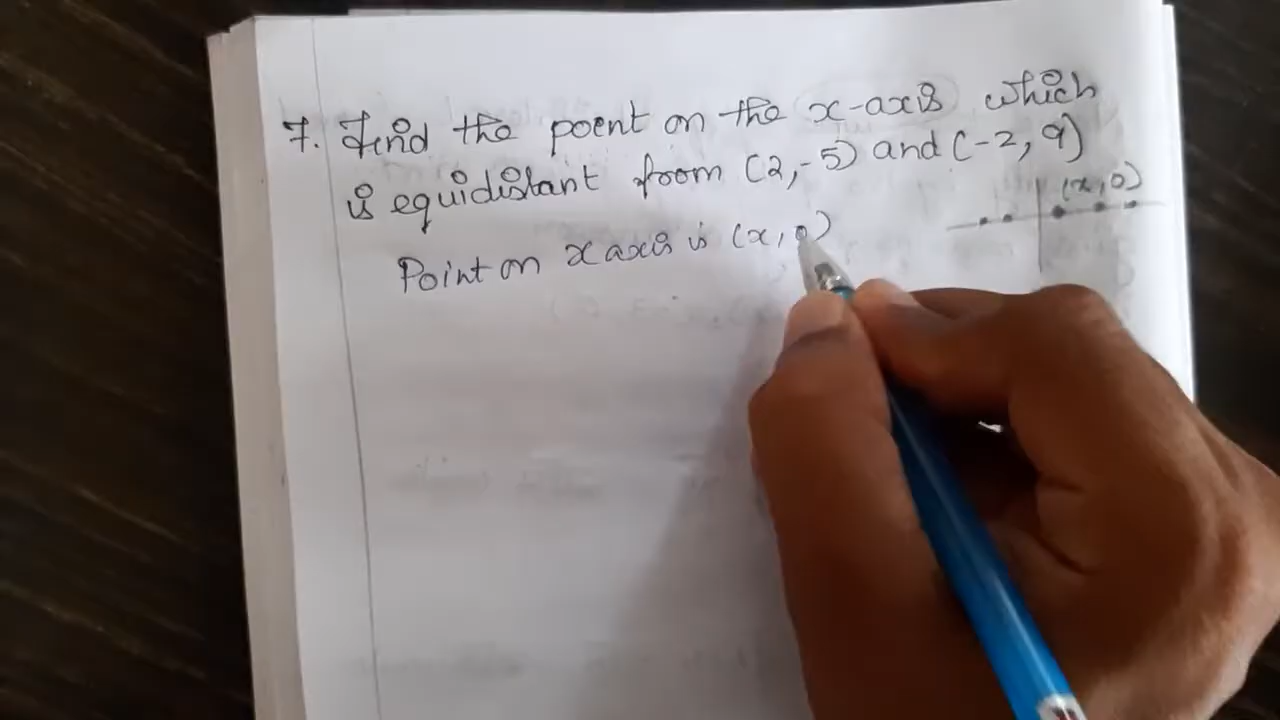 7. Find the point on the x-axis which
is equidistant from (2,-5) and (-2, 9)
(x, 0)
Point on x axis is (x, 0)